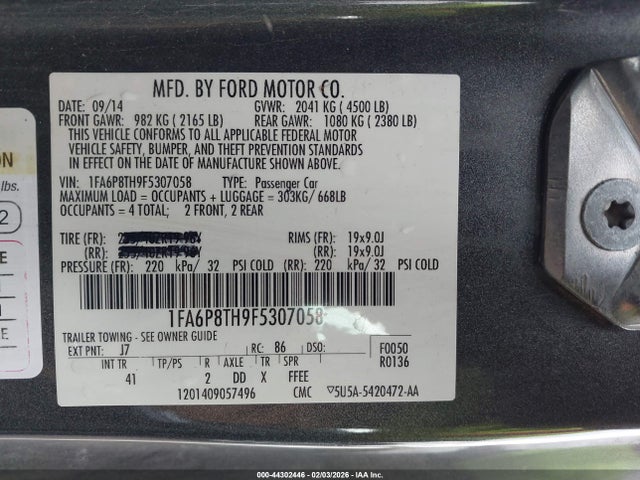 MFD. BY FORD MOTOR CO.
DATE: 09/14 GVWR: 2041 KG ( 4500 LB)
FRONT GAWR: 982 KG ( 2165 LB) REAR GAWR: 1080 KG ( 2380 LB)
THIS VEHICLE CONFORMS TO ALL APPLICABLE FEDERAL MOTOR
VEHICLE SAFETY, BUMPER, AND THEFT PREVENTION STANDARDS
IN EFFECT ON THE DATE OF MANUFACTURE SHOWN ABOVE.
VIN: 1FA6P8TH9F5307058 TYPE: Passenger Car
MAXIMUM LOAD = OCCUPANTS + LUGGAGE = 303KG/ 668LB
OCCUPANTS = 4 TOTAL; 2 FRONT, 2 REAR
TIRE (FR): RIMS (FR): 19x9.0J
(RR): (RR): 19x9.0J
PRESSURE (FR): 220 kPa/ 32 PSI COLD (RR): 220 kPa/ 32 PSI COLD
1FA6P8TH9F5307058
TRAILER TOWING - SEE OWNER GUIDE
EXT PNT: J7 RC: 86 DSO: F0050
INT TR TP/PS R AXLE TR SPR R0136
41 2 DD X FFEE
1201409057496 CMC ▽5U5A-5420472-AA
ON
lbs.
2
E
000-44302446 - 02/03/2026 - IAA Inc.